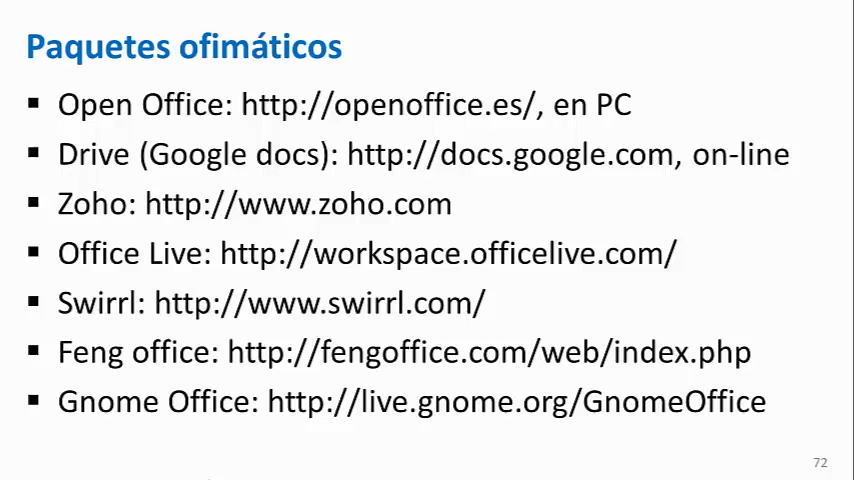 Paquetes ofimáticos
▪ Open Office: http://openoffice.es/, en PC
▪ Drive (Google docs): http://docs.google.com, on-line
▪ Zoho: http://www.zoho.com
▪ Office Live: http://workspace.officelive.com/
▪ Swirrl: http://www.swirrl.com/
▪ Feng office: http://fengoffice.com/web/index.php
▪ Gnome Office: http://live.gnome.org/GnomeOffice
72